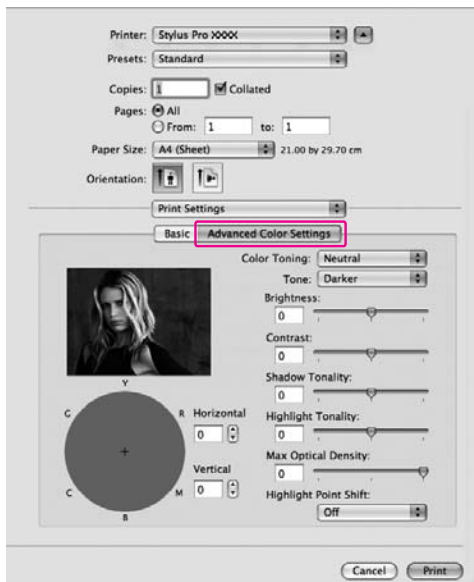 Printer: Stylus Pro XXXX
Presets: Standard
Copies: 1 Collated
Pages: All
From: 1 to: 1
Paper Size: A4 (Sheet) 21.00 by 29.70 cm
Orientation:
Print Settings
Basic Advanced Color Settings
Color Toning: Neutral
Tone: Darker
Brightness:
0
Contrast:
0
Shadow Tonality:
0
Y
G R
C M
B
Horizontal
0
Vertical
0
Highlight Tonality:
0
Max Optical Density:
0
Highlight Point Shift:
Off
Cancel Print